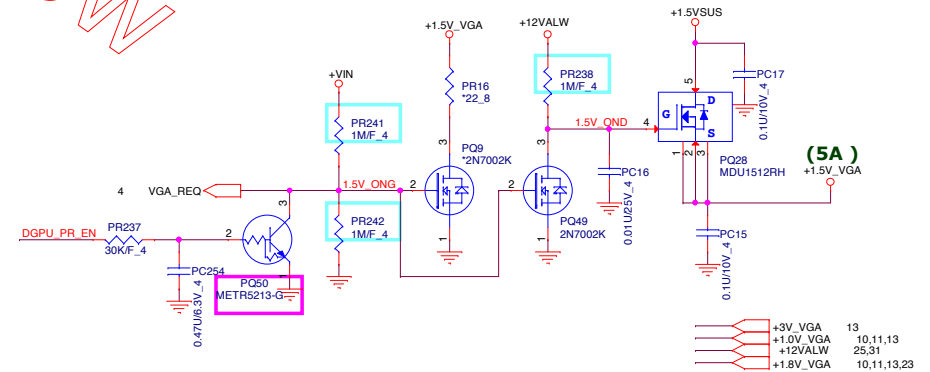 W
+1.5V_VGA
+12VALW
+1.5VSUS
+VIN
PR16
*22_8
PR238
1M/F_4
PC17
0.1U/10V_4
5
D
G
S
1.5V_OND
4
PR241
1M/F_4
3
PQ9
*2N7002K
3
1
2
3
PQ28
MDU1512RH
(5A )
+1.5V_VGA
PC16
0.01U/25V_4
4
VGA_REQ
1.5V_ONG
2
2
PR242
1M/F_4
3
DGPU_PR_EN
PR237
30K/F_4
2
1
1
PQ49
2N7002K
PC15
0.1U/10V_4
PC254
0.47U/6.3V_4
1
PQ50
METR5213-G
+3V_VGA 13
+1.0V_VGA 10,11,13
+12VALW 25,31
+1.8V_VGA 10,11,13,23